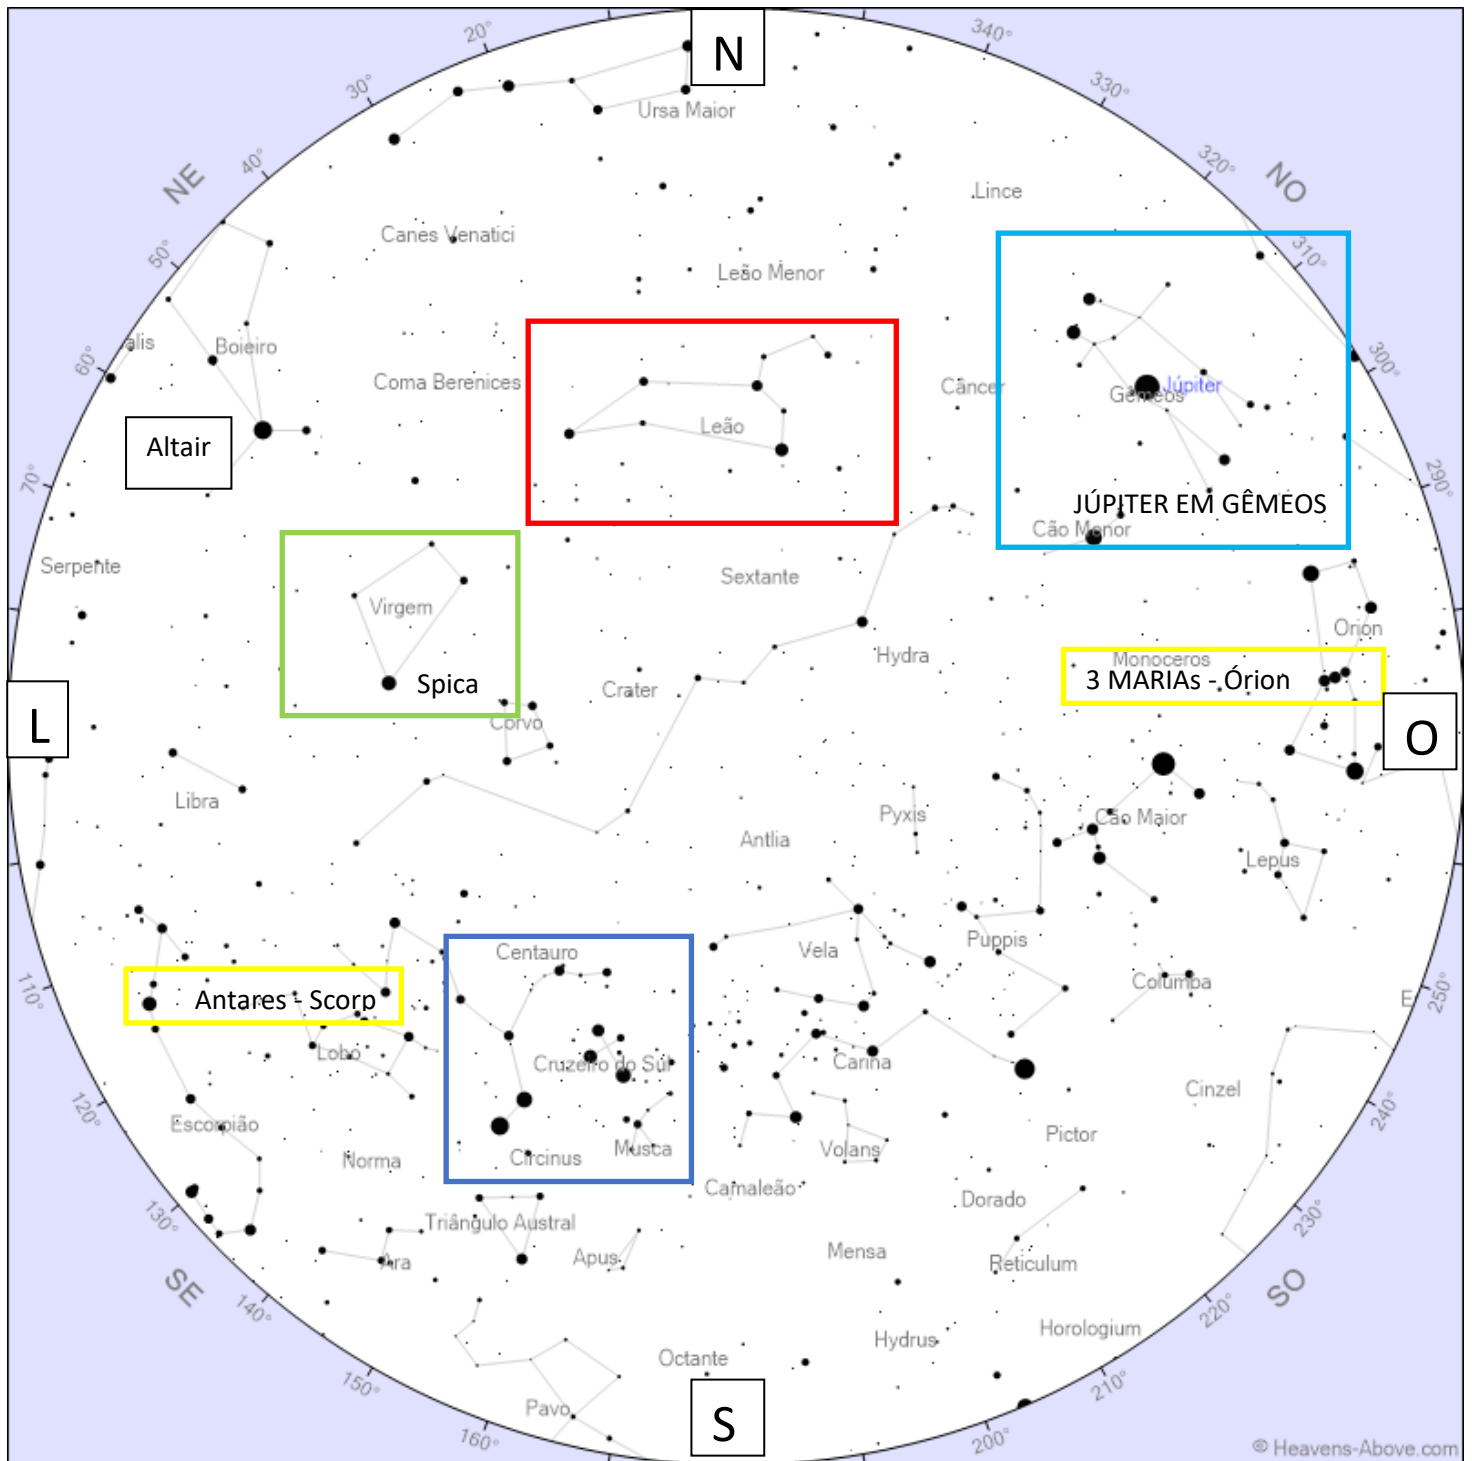 N
20°
340°
30°
330°
Ursa Maior
40°
320°
NE
NO
Lince
Canes Venatici
50°
310°
Leão Menor
alis
Boieiro
60°
300°
Coma Berenices
Câncer
Júpiter
Gêmeos
Leão
Altair
70°
290°
JÚPITER EM GÊMEOS
Cão Menor
Serpente
Sextante
Virgem
Orion
Hydra
Monoceros
Spica
Crater
3 MARIAs - Órion
Corvo
L
O
Libra
Pyxis
Cão Maior
Antlia
Lepus
Centauro
Vela
Puppis
Columba
110°
250°
Antares - Scorp
E
Lobo
Cruzeiro do Sul
Carina
Cinzel
120°
240°
Escorpião
Pictor
Norma
Circinus
Musca
Volans
Camaleão
Dorado
130°
230°
Triângulo Austral
Apus
Mensa
Reticulum
Ara
SE
SO
140°
220°
Hydrus
Horologium
Octante
150°
210°
Pavo
S
160°
200°
© Heavens-Above.com